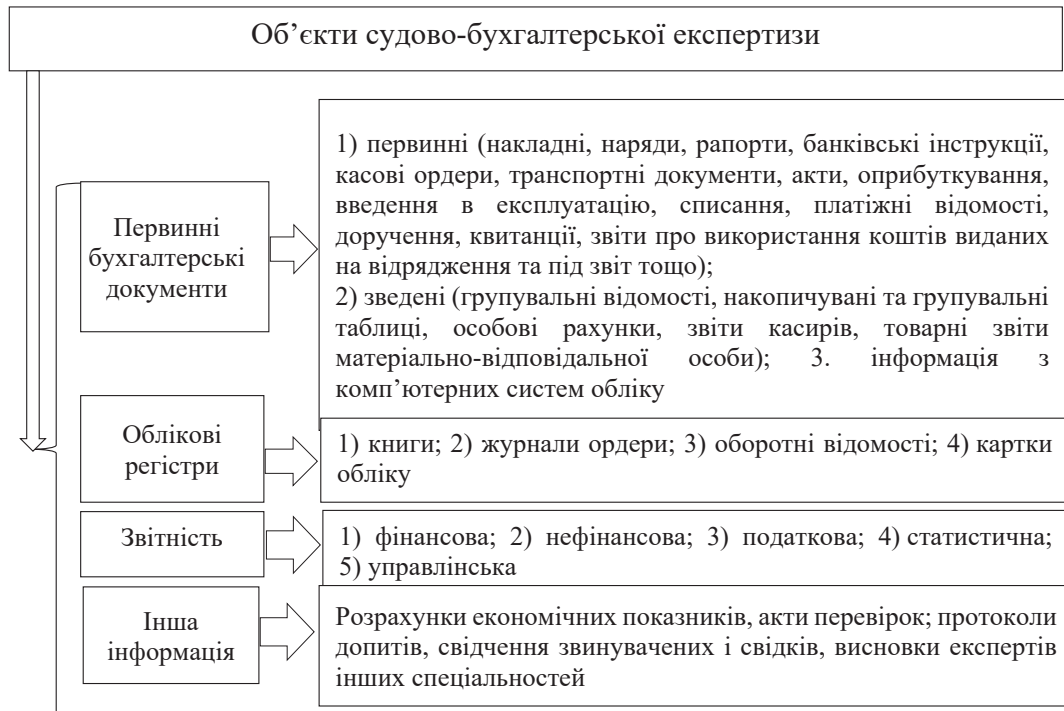 Об’єкти судово-бухгалтерської експертизи
Первинні
бухгалтерські
документи
1) первинні (накладні, наряди, рапорти, банківські інструкції,
касові ордери, транспортні документи, акти, оприбуткування,
введення в експлуатацію, списання, платіжні відомості,
доручення, квитанції, звіти про використання коштів виданих
на відрядження та під звіт тощо);
2) зведені (групувальні відомості, накопичувані та групувальні
таблиці, особові рахунки, звіти касирів, товарні звіти
матеріально-відповідальної особи); 3. інформація з
комп’ютерних систем обліку
Облікові
регістри
1) книги; 2) журнали ордери; 3) оборотні відомості; 4) картки
обліку
Звітність
1) фінансова; 2) нефінансова; 3) податкова; 4) статистична;
5) управлінська
Інша
інформація
Розрахунки економічних показників, акти перевірок; протоколи
допитів, свідчення звинувачених і свідків, висновки експертів
інших спеціальностей